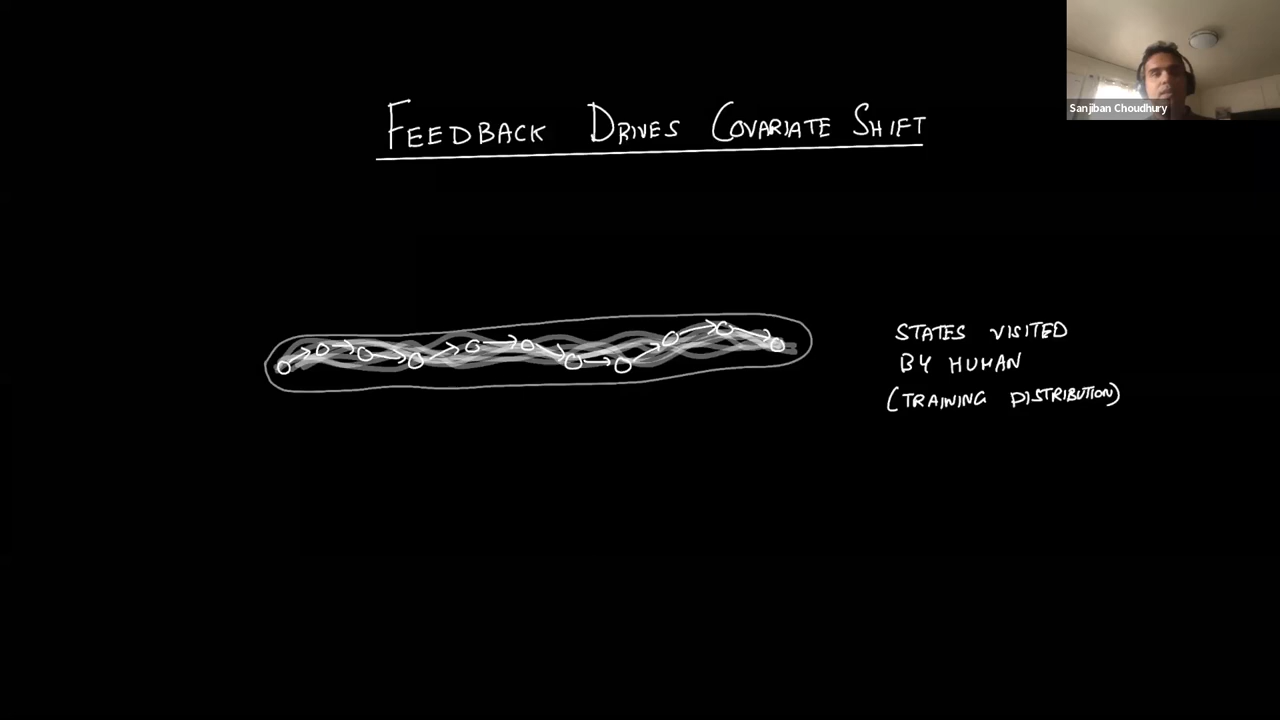 Sanjiban Choudhury
FEEDBACK DRIVES COVARIATE SHIFT
STATES VISITED
BY HUMAN
(TRAINING DISTRIBUTION)